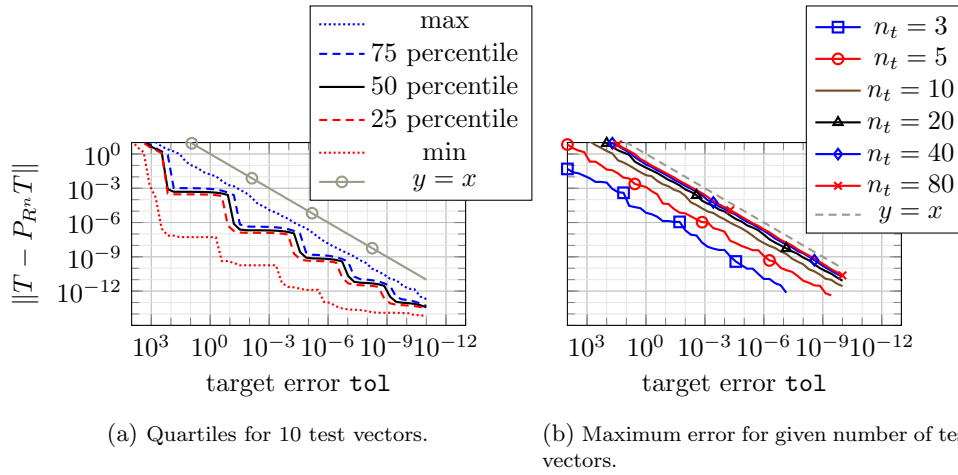 max
75 percentile
50 percentile
25 percentile
min
y = x
10^0
10^−3
10^−6
10^−9
10^−12
‖T − P_{R^n} T‖
10^3 10^0 10^−3 10^−6 10^−9 10^−12
target error tol
(a) Quartiles for 10 test vectors.
n_t = 3
n_t = 5
n_t = 10
n_t = 20
n_t = 40
n_t = 80
y = x
10^3 10^0 10^−3 10^−6 10^−9 10^−12
target error tol
(b) Maximum error for given number of te
vectors.